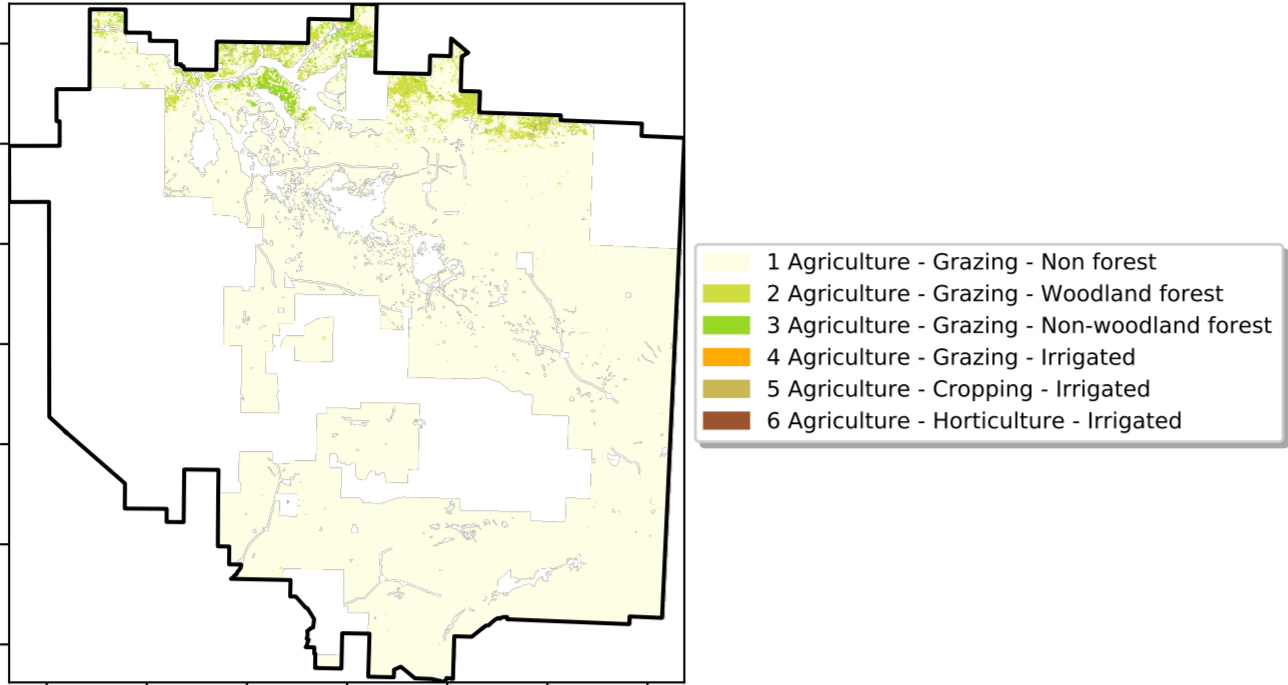 1 Agriculture - Grazing - Non forest
2 Agriculture - Grazing - Woodland forest
3 Agriculture - Grazing - Non-woodland forest
4 Agriculture - Grazing - Irrigated
5 Agriculture - Cropping - Irrigated
6 Agriculture - Horticulture - Irrigated